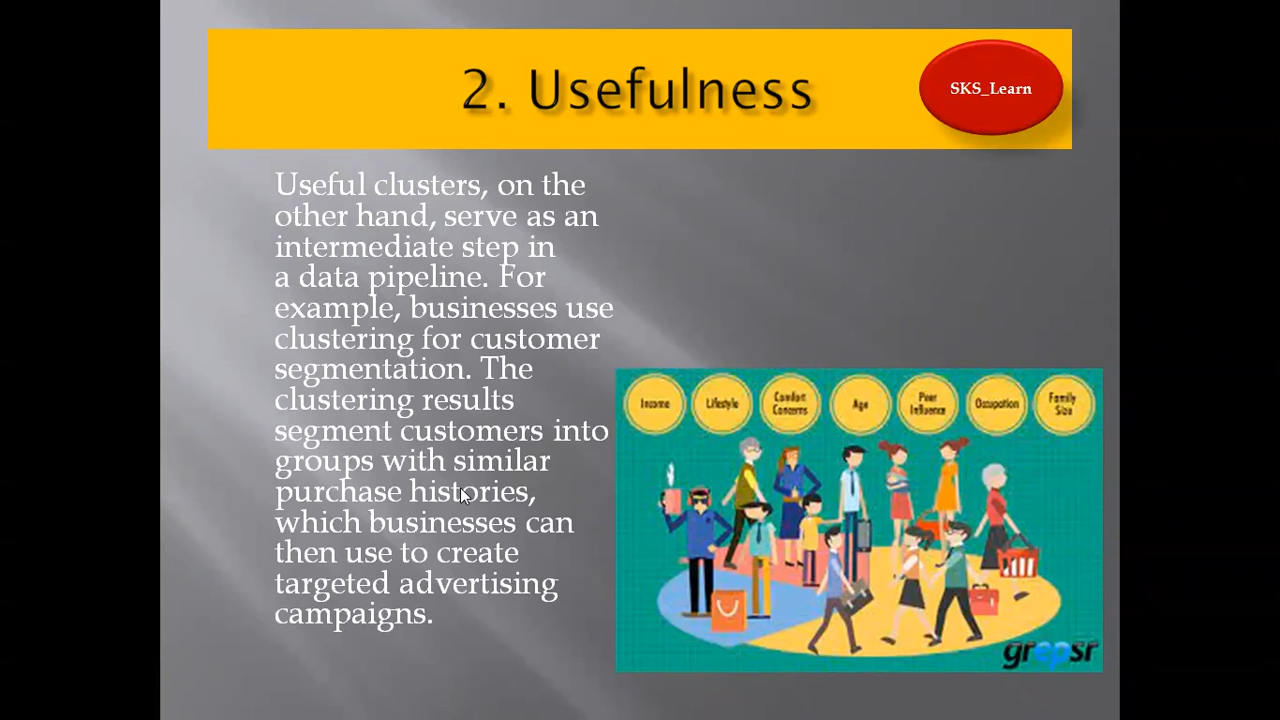 2. Usefulness
SKS_Learn
Useful clusters, on the
other hand, serve as an
intermediate step in
a data pipeline. For
example, businesses use
clustering for customer
segmentation. The
clustering results
segment customers into
groups with similar
purchase histories,
which businesses can
then use to create
targeted advertising
campaigns.
Income
Lifestyle
Comfort
Concerns
Age
Peer
Influence
Occupation
Family
Size
grepsr